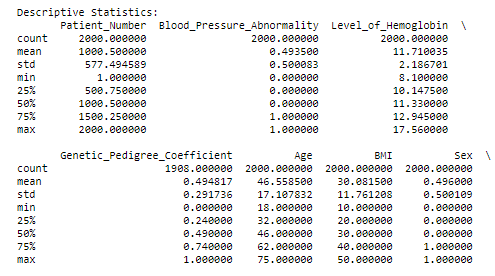 Descriptive Statistics:
Patient_Number Blood_Pressure_Abnormality Level_of_Hemoglobin \
count 2000.000000 2000.000000 2000.000000
mean 1000.500000 0.493500 11.710035
std 577.494589 0.500083 2.186701
min 1.000000 0.000000 8.100000
25% 500.750000 0.000000 10.147500
50% 1000.500000 0.000000 11.330000
75% 1500.250000 1.000000 12.945000
max 2000.000000 1.000000 17.560000
Genetic_Pedigree_Coefficient Age BMI Sex \
count 1908.000000 2000.000000 2000.000000 2000.000000
mean 0.494817 46.558500 30.081500 0.496000
std 0.291736 17.107832 11.761208 0.500109
min 0.000000 18.000000 10.000000 0.000000
25% 0.240000 32.000000 20.000000 0.000000
50% 0.490000 46.000000 30.000000 0.000000
75% 0.740000 62.000000 40.000000 1.000000
max 1.000000 75.000000 50.000000 1.000000